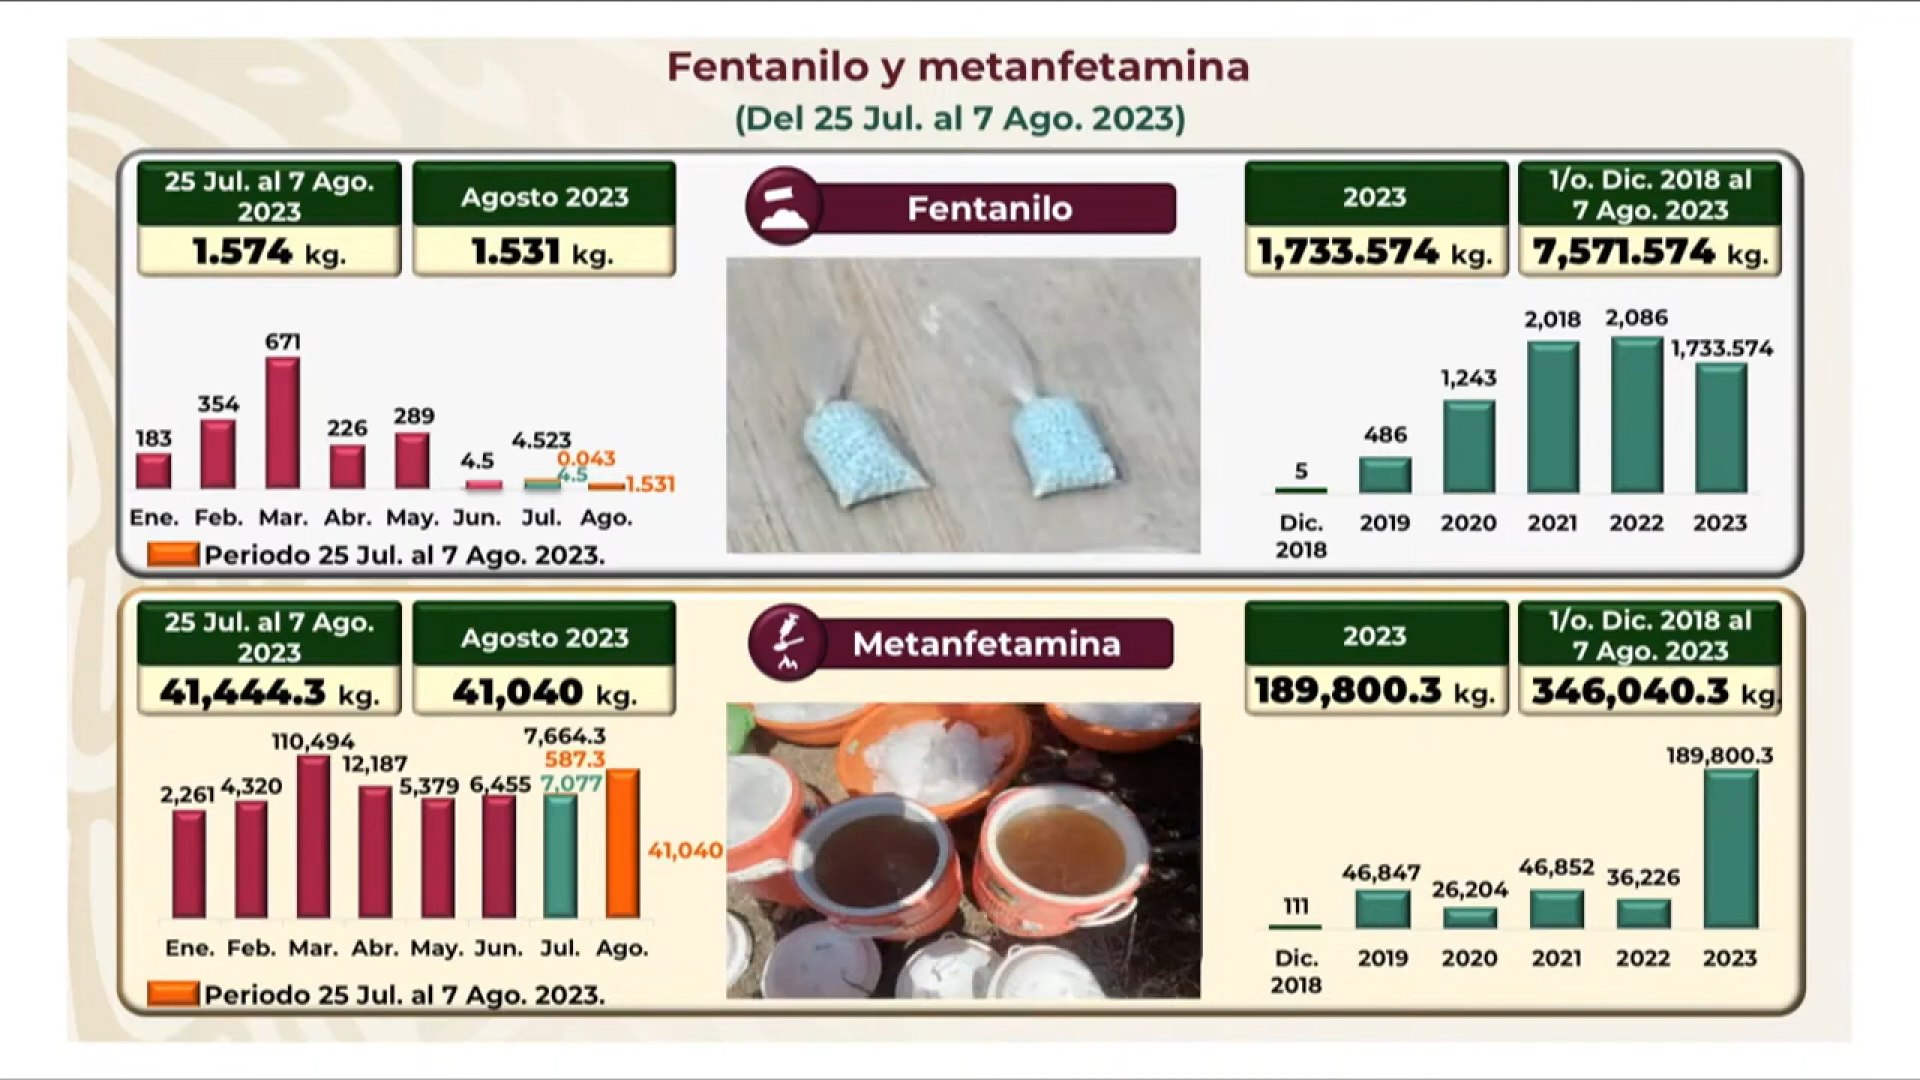 Fentanilo y metanfetamina
(Del 25 Jul. al 7 Ago. 2023)
25 Jul. al 7 Ago.
2023
1.574 kg.
Agosto 2023
1.531 kg.
Fentanilo
2023
1,733.574 kg.
1/o. Dic. 2018 al
7 Ago. 2023
7,571.574 kg.
183
354
671
226
289
4.5
4.523
0.043
4.5
1.531
Ene. Feb. Mar. Abr. May. Jun. Jul. Ago.
Periodo 25 Jul. al 7 Ago. 2023.
5
486
1,243
2,018
2,086
1,733.574
Dic.
2018
2019 2020 2021 2022 2023
25 Jul. al 7 Ago.
2023
41,444.3 kg.
Agosto 2023
41,040 kg.
Metanfetamina
2023
189,800.3 kg.
1/o. Dic. 2018 al
7 Ago. 2023
346,040.3 kg.
2,261
4,320
110,494
12,187
5,379
6,455
7,664.3
587.3
7,077
41,040
Ene. Feb. Mar. Abr. May. Jun. Jul. Ago.
Periodo 25 Jul. al 7 Ago. 2023.
111
46,847
26,204
46,852
36,226
189,800.3
Dic.
2018
2019 2020 2021 2022 2023